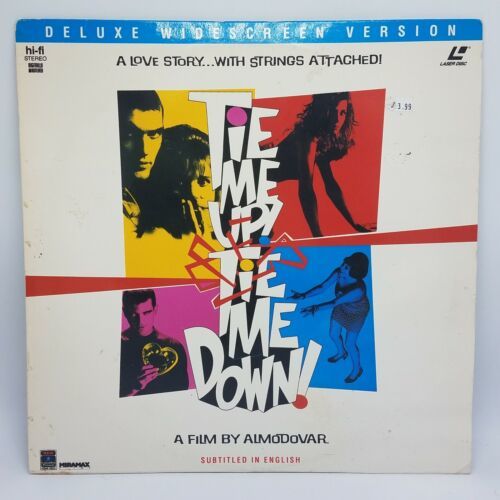 DELUXE WIDESCREEN VERSION
hi-fi
STEREO
A LOVE STORY...WITH STRINGS ATTACHED!
LASER DISC
3.99
TiE
ME
UP!
TiE
ME
DOWN!
A FILM BY ALMODOVAR
SUBTITLED IN ENGLISH
MIRAMAX